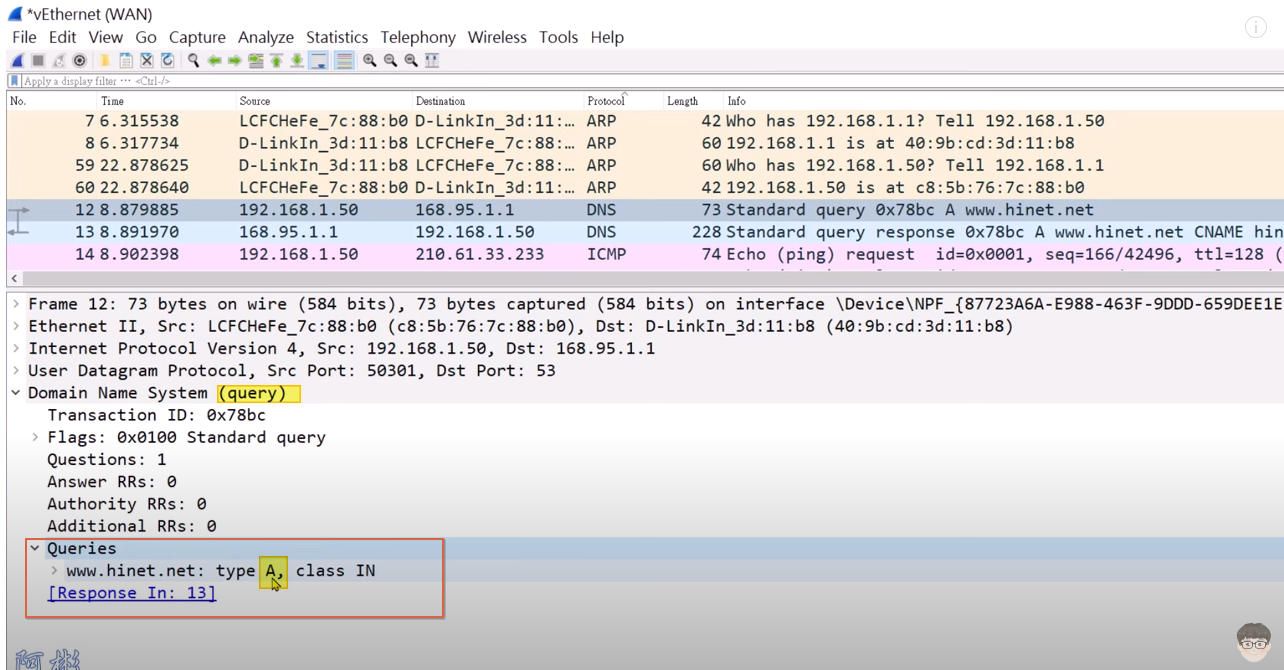 *vEthernet (WAN)
File Edit View Go Capture Analyze Statistics Telephony Wireless Tools Help
Apply a display filter ... <Ctrl-/>
No. Time Source Destination Protocol Length Info
7 6.315538 LCFCHeFe_7c:88:b0 D-LinkIn_3d:11:… ARP 42 Who has 192.168.1.1? Tell 192.168.1.50
8 6.317734 D-LinkIn_3d:11:b8 LCFCHeFe_7c:88:… ARP 60 192.168.1.1 is at 40:9b:cd:3d:11:b8
59 22.878625 D-LinkIn_3d:11:b8 LCFCHeFe_7c:88:… ARP 60 Who has 192.168.1.50? Tell 192.168.1.1
60 22.878640 LCFCHeFe_7c:88:b0 D-LinkIn_3d:11:… ARP 42 192.168.1.50 is at c8:5b:76:7c:88:b0
12 8.879885 192.168.1.50 168.95.1.1 DNS 73 Standard query 0x78bc A www.hinet.net
13 8.891970 168.95.1.1 192.168.1.50 DNS 228 Standard query response 0x78bc A www.hinet.net CNAME hin
14 8.902398 192.168.1.50 210.61.33.233 ICMP 74 Echo (ping) request id=0x0001, seq=166/42496, ttl=128 (
Frame 12: 73 bytes on wire (584 bits), 73 bytes captured (584 bits) on interface \Device\NPF_{87723A6A-E988-463F-9DDD-659DEE1E
Ethernet II, Src: LCFCHeFe_7c:88:b0 (c8:5b:76:7c:88:b0), Dst: D-LinkIn_3d:11:b8 (40:9b:cd:3d:11:b8)
Internet Protocol Version 4, Src: 192.168.1.50, Dst: 168.95.1.1
User Datagram Protocol, Src Port: 50301, Dst Port: 53
Domain Name System (query)
Transaction ID: 0x78bc
Flags: 0x0100 Standard query
Questions: 1
Answer RRs: 0
Authority RRs: 0
Additional RRs: 0
Queries
www.hinet.net: type A, class IN
[Response In: 13]
阿彬